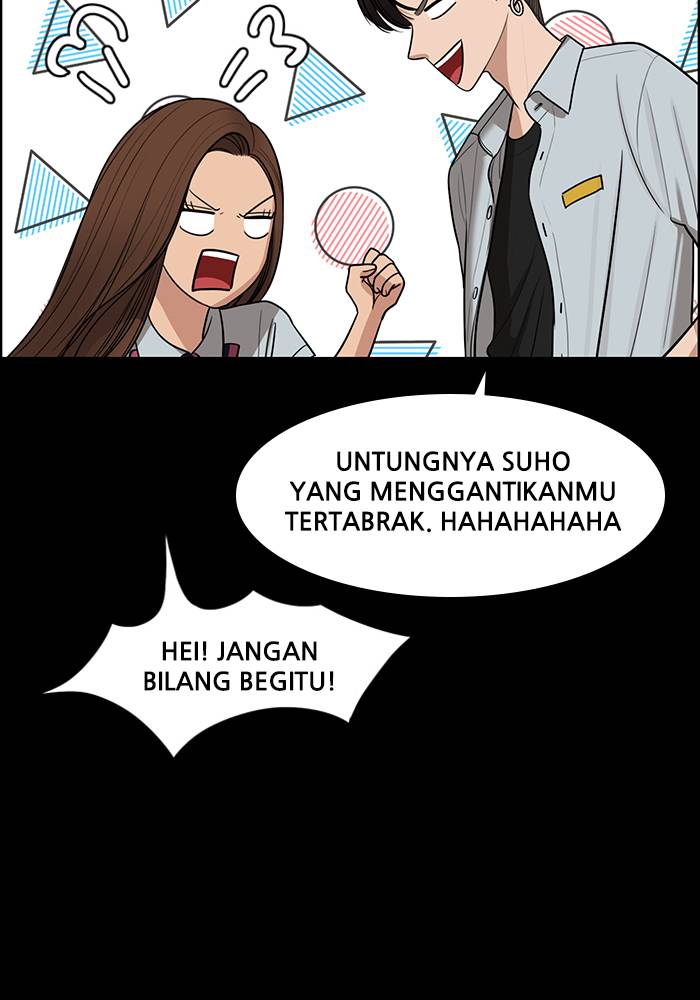 UNTUNGNYA SUHO
YANG MENGGANTIKANMU
TERTABRAK. HAHAHAHAHA
HEI! JANGAN
BILANG BEGITU!